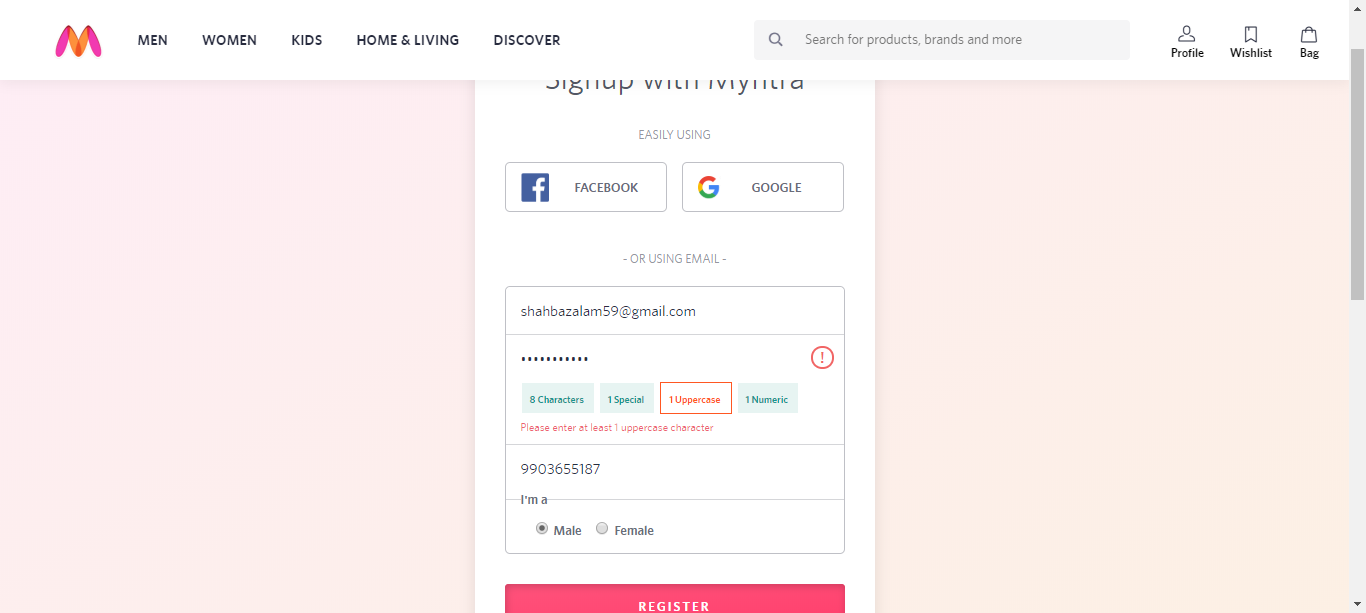 MEN WOMEN KIDS HOME & LIVING DISCOVER Search for products, brands and more Profile Wishlist Bag
Signup with Myntra
EASILY USING
FACEBOOK GOOGLE
- OR USING EMAIL -
shahbazalam59@gmail.com
8 Characters 1 Special 1 Uppercase 1 Numeric
Please enter at least 1 uppercase character
9903655187
I'm a
Male Female
REGISTER